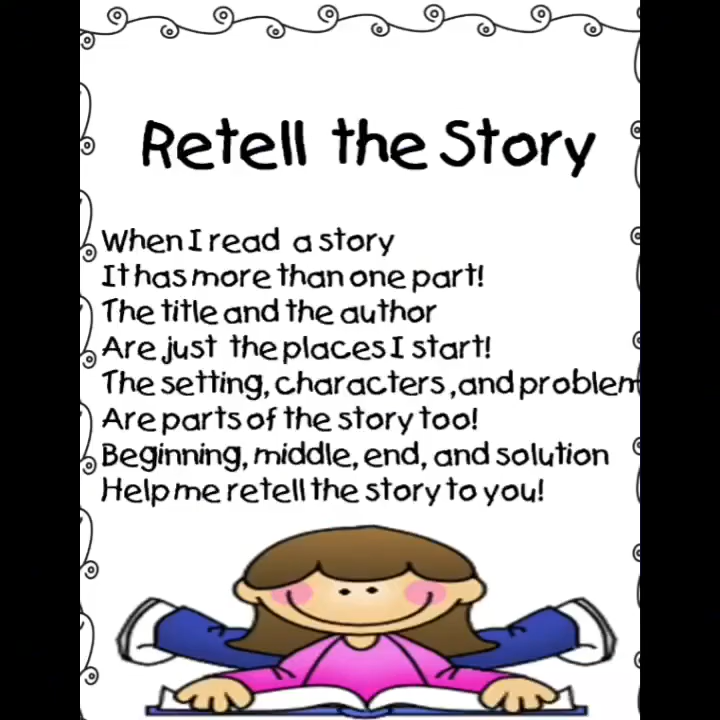 Retell the Story
When I read a story
It has more than one part!
The title and the author
Are just the places I start!
The setting, characters ,and problem
Are parts of the story too!
Beginning, middle, end, and solution
Help me retell the story to you!